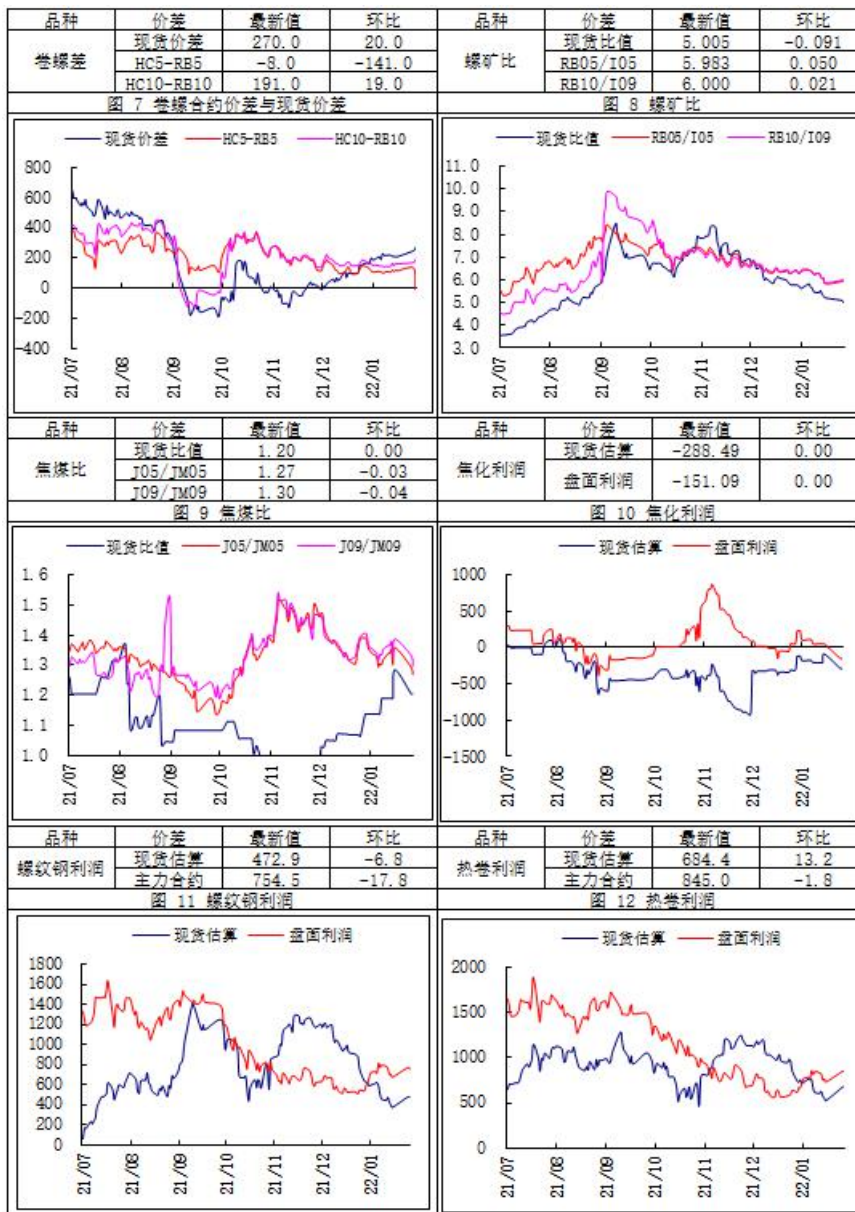 品种 价差 最新值 环比 品种 价差 最新值 环比
卷螺差 现货价差 270.0 20.0 螺矿比 现货比值 5.005 -0.091
HC5-RB5 -8.0 -141.0 RB05/I05 5.983 0.050
HC10-RB10 191.0 19.0 RB10/I09 6.000 0.021
图 7 卷螺合约价差与现货价差 图 8 螺矿比
现货价差 HC5-RB5 HC10-RB10
800
600
400
200
0
-200
-400
21/07 21/08 21/09 21/10 21/11 21/12 22/01
现货比值 RB05/I05 RB10/I09
11.0
10.0
9.0
8.0
7.0
6.0
5.0
4.0
3.0
21/07 21/08 21/09 21/10 21/11 21/12 22/01
品种 价差 最新值 环比 品种 价差 最新值 环比
焦煤比 现货比值 1.20 0.00 焦化利润 现货估算 -288.49 0.00
J05/JM05 1.27 -0.03 盘面利润 -151.09 0.00
J09/JM09 1.30 -0.04
图 9 焦煤比 图 10 焦化利润
现货比值 J05/JM05 J09/JM09
1.6
1.5
1.4
1.3
1.2
1.1
1.0
21/07 21/08 21/09 21/10 21/11 21/12 22/01
现货估算 盘面利润
1000
500
0
-500
-1000
-1500
21/07 21/08 21/09 21/10 21/11 21/12 22/01
品种 价差 最新值 环比 品种 价差 最新值 环比
螺纹钢利润 现货估算 472.9 -6.8 热卷利润 现货估算 684.4 13.2
主力合约 754.5 -17.8 主力合约 845.0 -1.8
图 11 螺纹钢利润 图 12 热卷利润
现货估算 盘面利润
1800
1600
1400
1200
1000
800
600
400
200
0
21/07 21/08 21/09 21/10 21/11 21/12 22/01
现货估算 盘面利润
2000
1500
1000
500
0
21/07 21/08 21/09 21/10 21/11 21/12 22/01